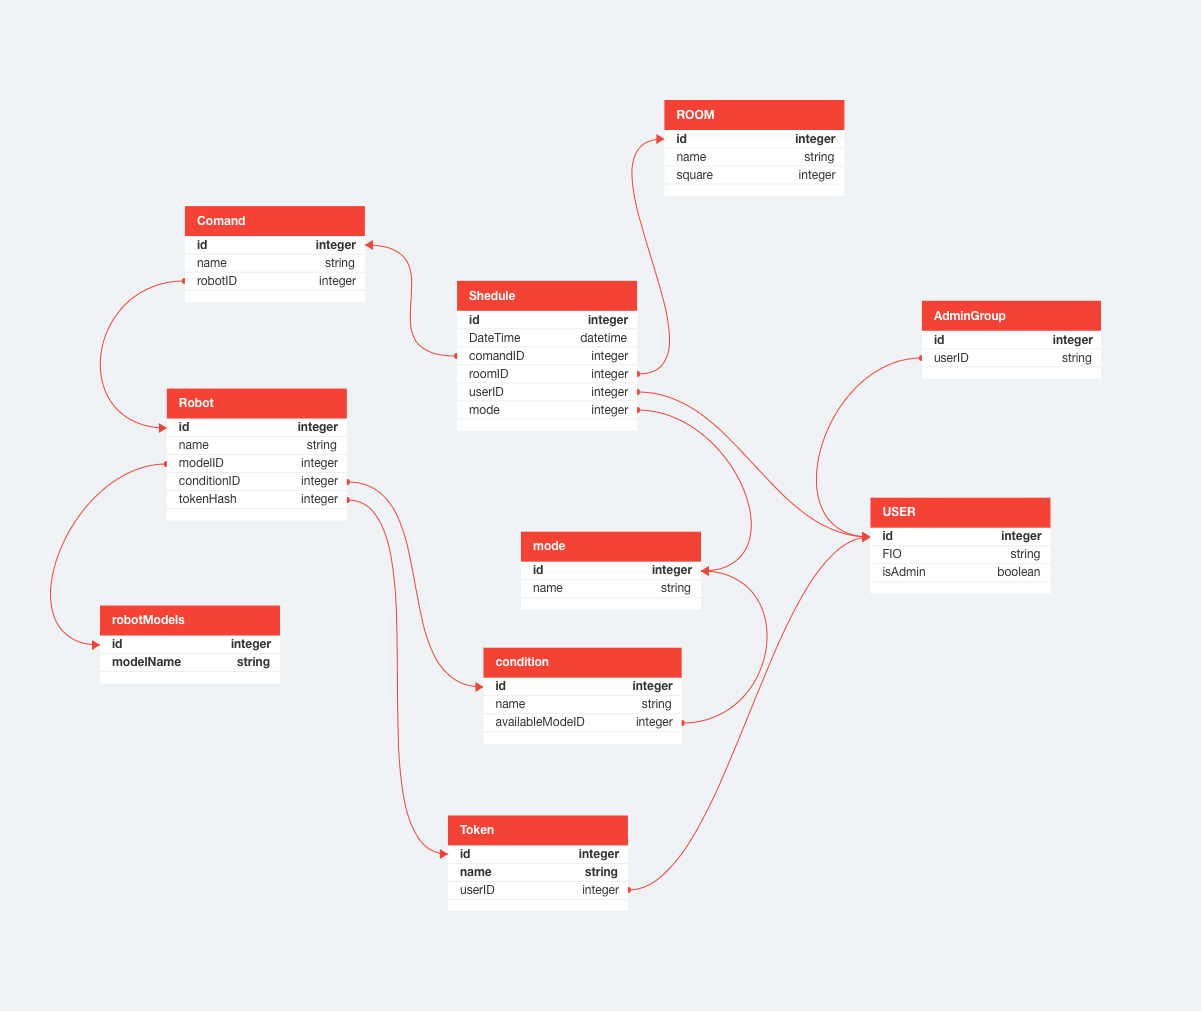 ROOM
id integer
name string
square integer
Comand
id integer
name string
robotID integer
Shedule
id integer
DateTime datetime
comandID integer
roomID integer
userID integer
mode integer
AdminGroup
id integer
userID string
Robot
id integer
name string
modelID integer
conditionID integer
tokenHash integer
USER
id integer
FIO string
isAdmin boolean
mode
id integer
name string
robotModels
id integer
modelName string
condition
id integer
name string
availableModeID integer
Token
id integer
name string
userID integer